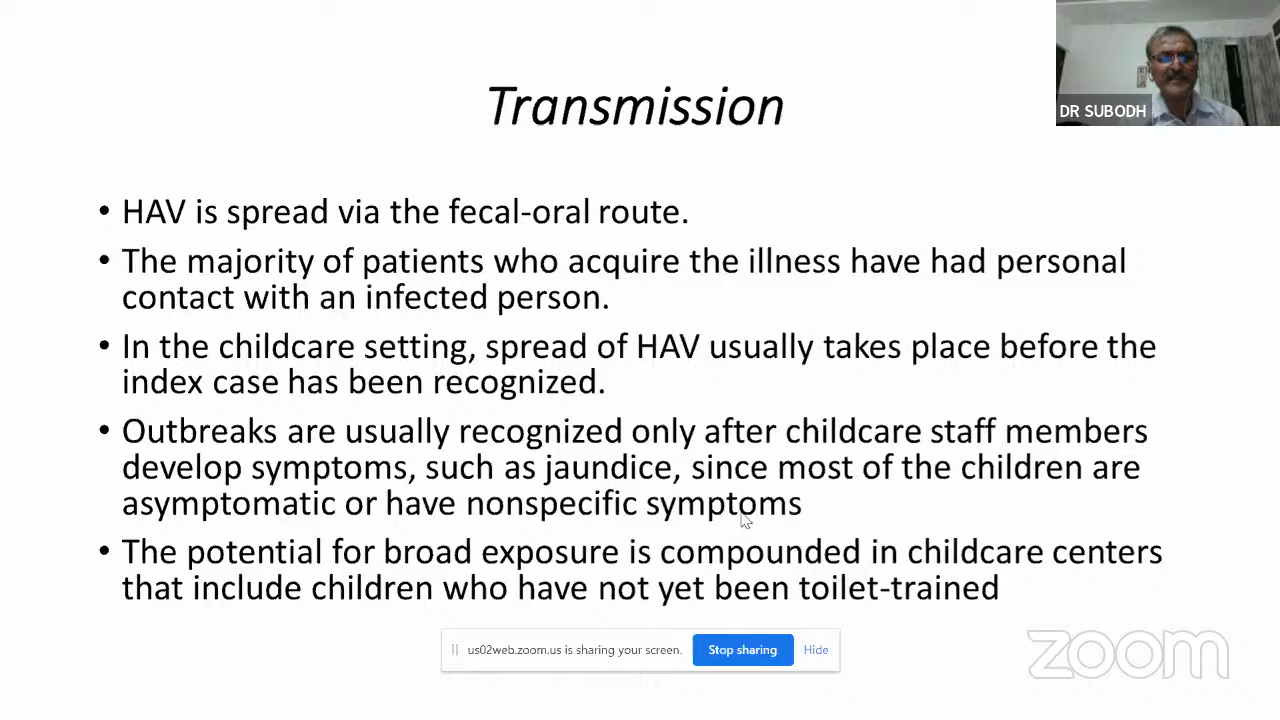 Transmission
DR SUBODH
• HAV is spread via the fecal-oral route.
• The majority of patients who acquire the illness have had personal
contact with an infected person.
• In the childcare setting, spread of HAV usually takes place before the
index case has been recognized.
• Outbreaks are usually recognized only after childcare staff members
develop symptoms, such as jaundice, since most of the children are
asymptomatic or have nonspecific symptoms
• The potential for broad exposure is compounded in childcare centers
that include children who have not yet been toilet-trained
us02web.zoom.us is sharing your screen. Stop sharing Hide
zoom